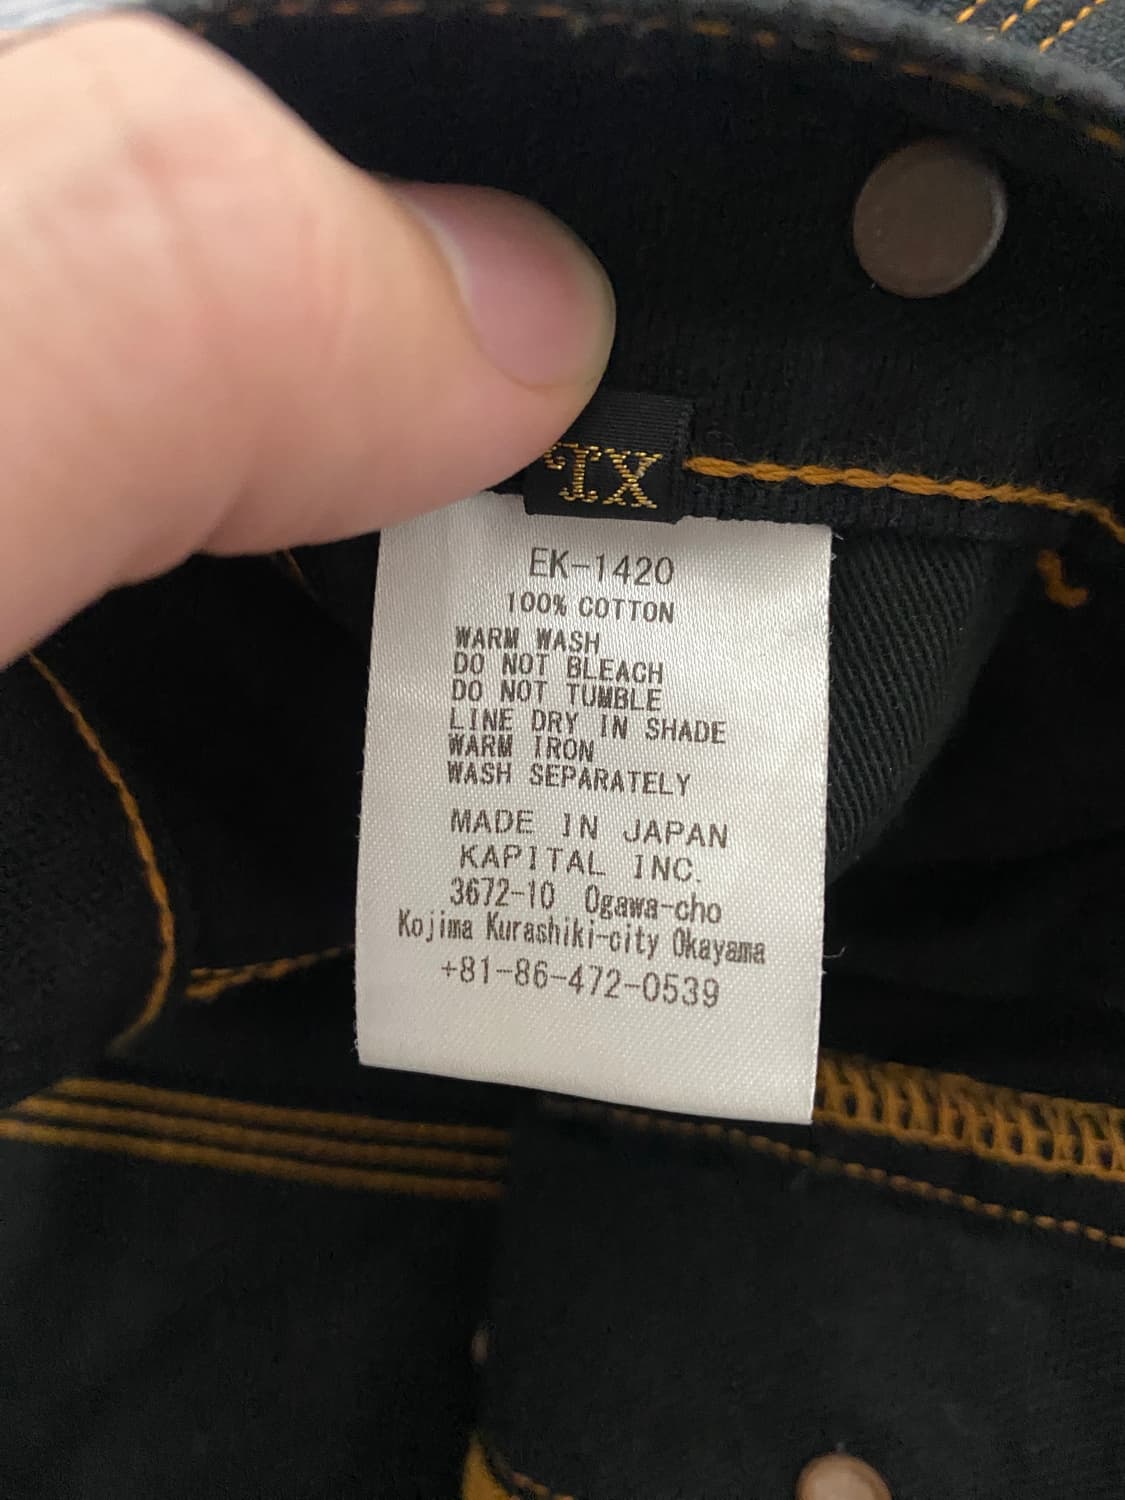 XL
EK-1420
100% COTTON
WARM WASH
DO NOT BLEACH
DO NOT TUMBLE
LINE DRY IN SHADE
WARM IRON
WASH SEPARATELY
MADE IN JAPAN
KAPITAL INC.
3672-10 Ogawa-cho
Kojima Kurashiki-city Okayama
+81-86-472-0539